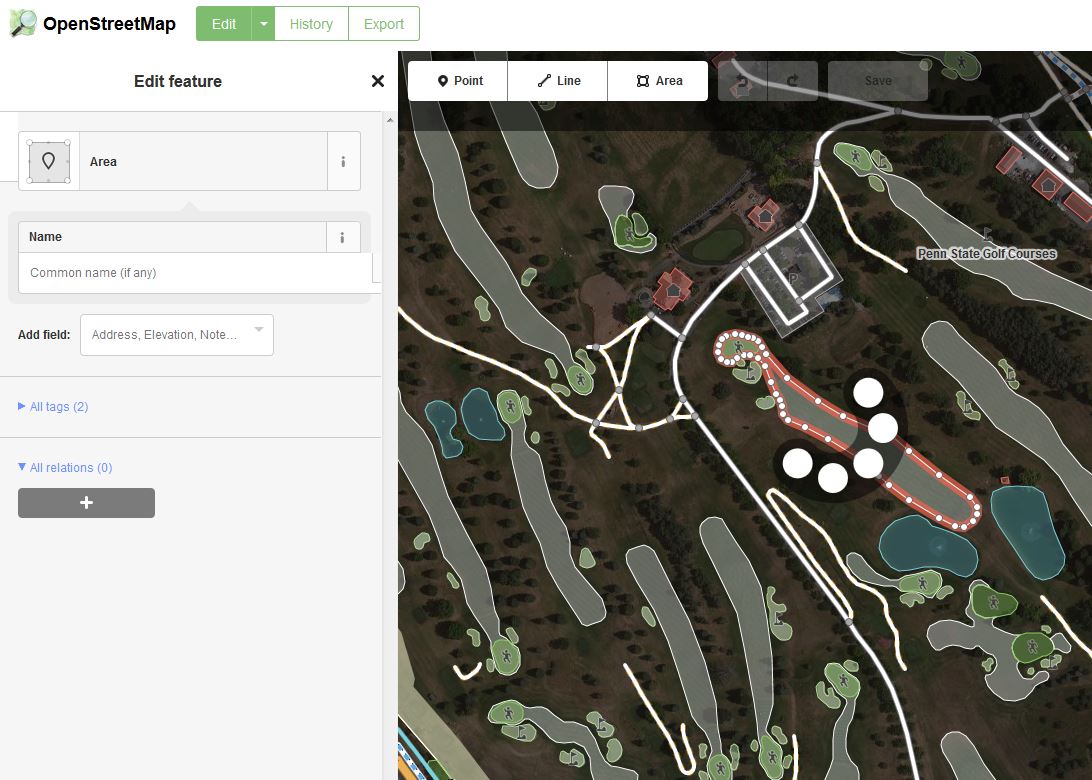 OpenStreetMap
Edit
History
Export
Edit feature
Point
Line
Area
Save
Area
Name
Common name (if any)
Add field:
Address, Elevation, Note...
All tags (2)
All relations (0)
Penn State Golf Courses
P